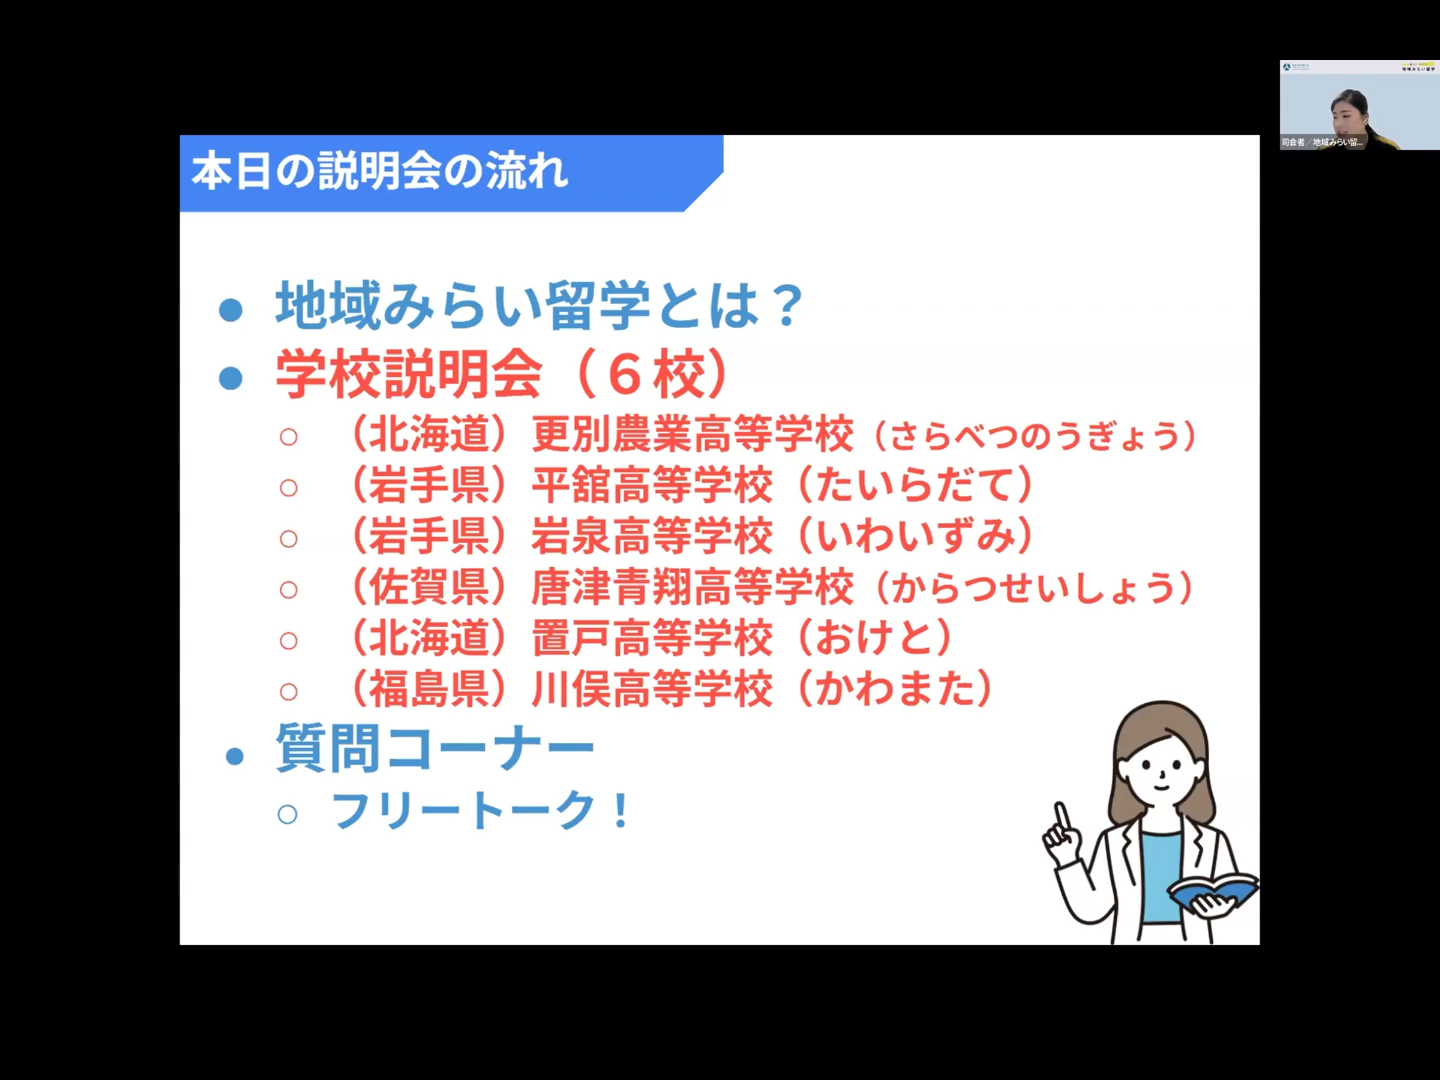 本日の説明会の流れ
● 地域みらい留学とは？
● 学校説明会（６校）
○ （北海道）更別農業高等学校（さらべつのうぎょう）
○ （岩手県）平舘高等学校（たいらだて）
○ （岩手県）岩泉高等学校（いわいずみ）
○ （佐賀県）唐津青翔高等学校（からつせいしょう）
○ （北海道）置戸高等学校（おけと）
○ （福島県）川俣高等学校（かわまた）
● 質問コーナー
○ フリートーク！
地域みらい留学
司会者／地域みらい留...